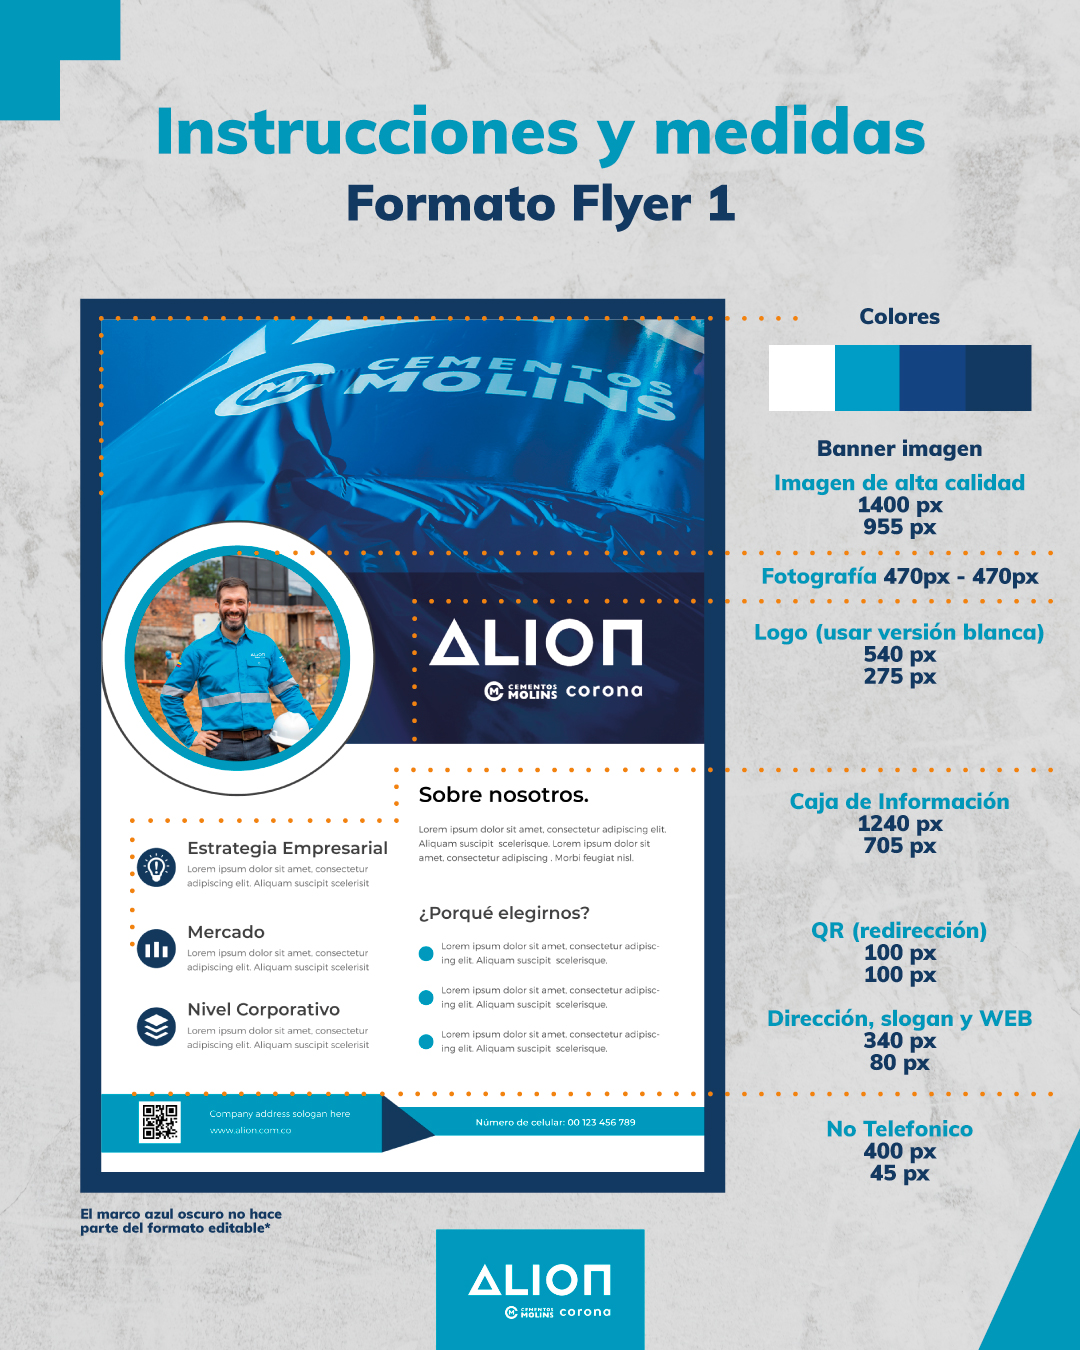 Instrucciones y medidas
Formato Flyer 1
CEMENTOS
MOLINS
ALION
CEMENTOS
MOLINS
corona
Sobre nosotros.
Lorem ipsum dolor sit amet, consectetur adipiscing elit.
Aliquam suscipit scelerisque. Lorem ipsum dolor sit
amet, consectetur adipiscing . Morbi feugiat nisl.
Estrategia Empresarial
Lorem ipsum dolor sit amet, consectetur
adipiscing elit. Aliquam suscipit scelerisit
Mercado
Lorem ipsum dolor sit amet, consectetur
adipiscing elit. Aliquam suscipit scelerisit
Nivel Corporativo
Lorem ipsum dolor sit amet, consectetur
adipiscing elit. Aliquam suscipit scelerisit
¿Porqué elegirnos?
Lorem ipsum dolor sit amet, consectetur adipisc-
ing elit. Aliquam suscipit scelerisque.
Lorem ipsum dolor sit amet, consectetur adipisc-
ing elit. Aliquam suscipit scelerisque.
Lorem ipsum dolor sit amet, consectetur adipisc-
ing elit. Aliquam suscipit scelerisque.
Company address sologan here
www.alion.com.co
Número de celular: 00 123 456 789
El marco azul oscuro no hace
parte del formato editable*
Colores
Banner imagen
Imagen de alta calidad
1400 px
955 px
Fotografía 470px - 470px
Logo (usar versión blanca)
540 px
275 px
Caja de Información
1240 px
705 px
QR (redirección)
100 px
100 px
Dirección, slogan y WEB
340 px
80 px
No Telefonico
400 px
45 px
ALION
CEMENTOS
MOLINS
corona